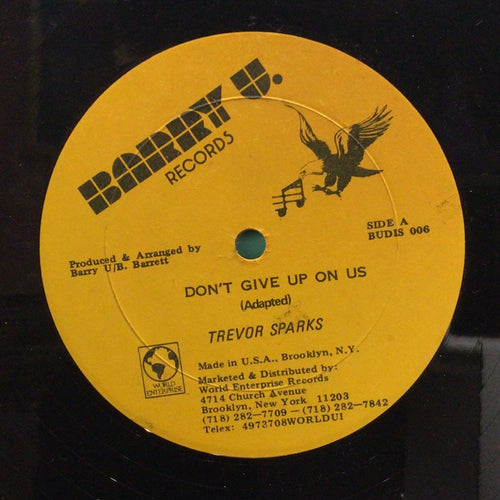 BARRY U.
RECORDS
SIDE A
BUDIS 006
Produced & Arranged by
Barry U/B. Barrett
DON'T GIVE UP ON US
(Adapted)
TREVOR SPARKS
WORLD
ENTERPRISE
Made in U.S.A., Brooklyn, N.Y.
Marketed & Distributed by:
World Enterprise Records
4714 Church Avenue
Brooklyn, New York 11203
(718) 282-7709 - (718) 282-7842
Telex: 4973708WORLDUI